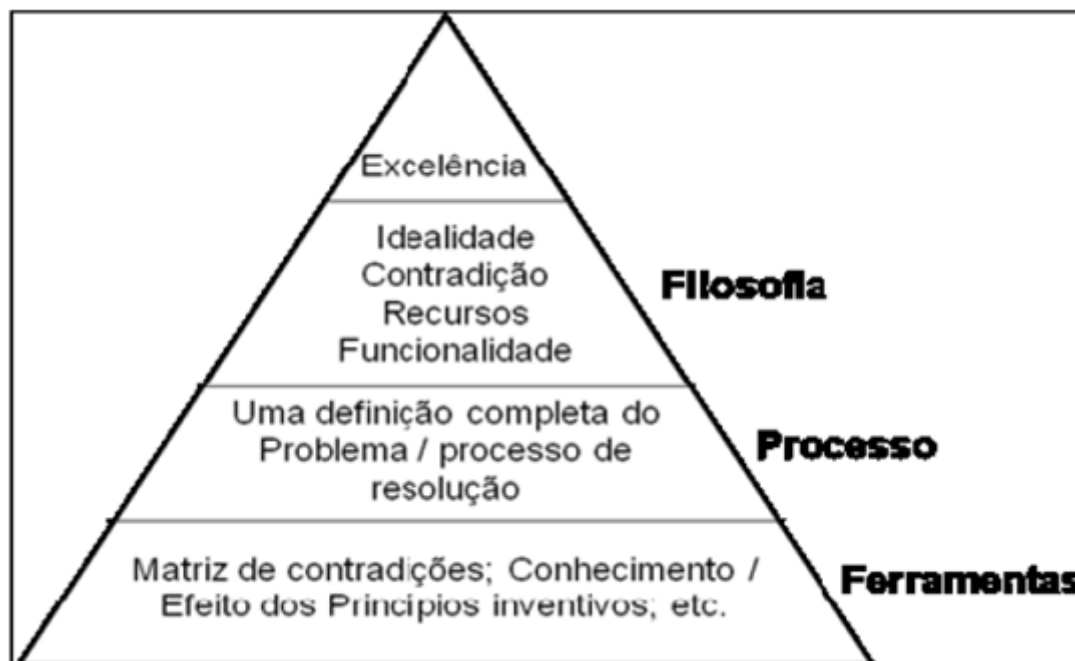 Excelência
Idealidade
Contradição
Recursos
Funcionalidade
Filosofia
Uma definição completa do
Problema / processo de
resolução
Processo
Matriz de contradições; Conhecimento /
Efeito dos Princípios inventivos; etc.
Ferramentas